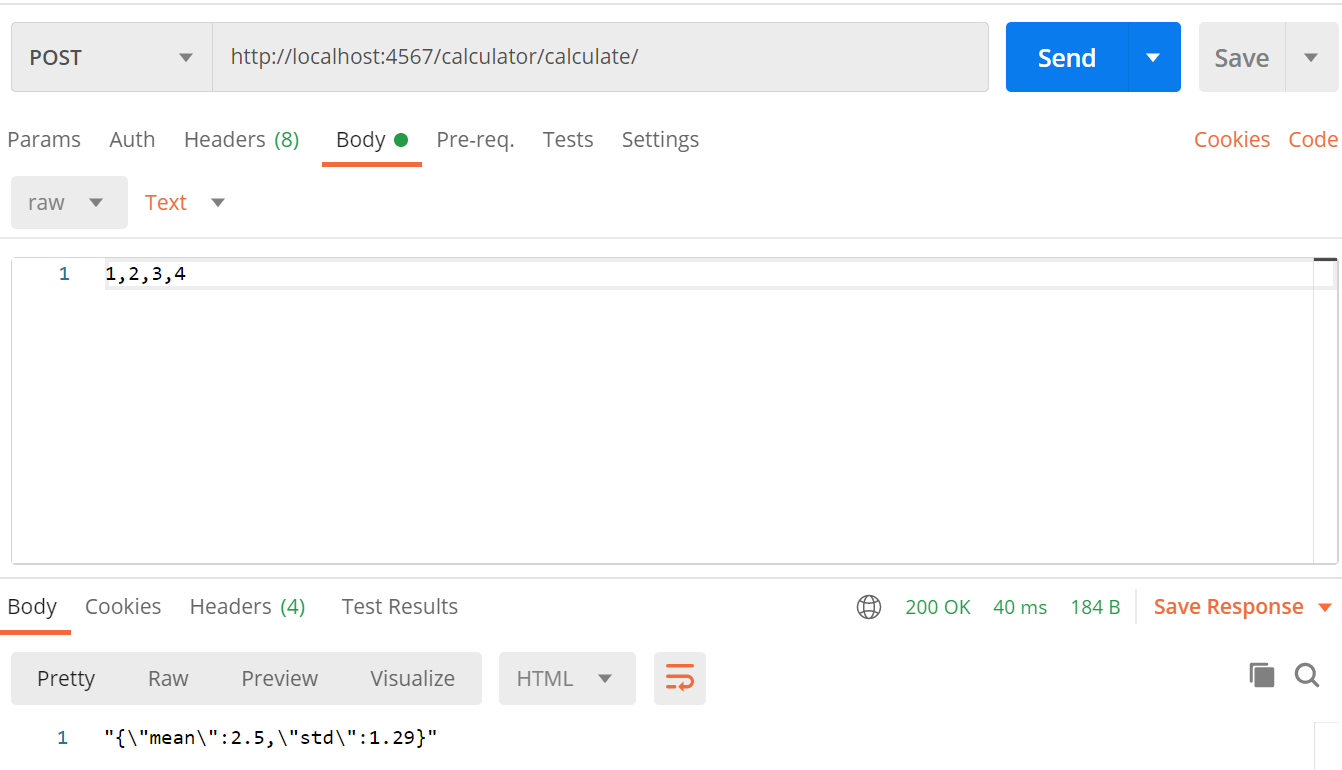 POST http://localhost:4567/calculator/calculate/ Send Save
Params Auth Headers (8) Body Pre-req. Tests Settings Cookies Code
raw Text
1 1,2,3,4
Body Cookies Headers (4) Test Results 200 OK 40 ms 184 B Save Response
Pretty Raw Preview Visualize HTML
1 "{\"mean\":2.5,\"std\":1.29}"